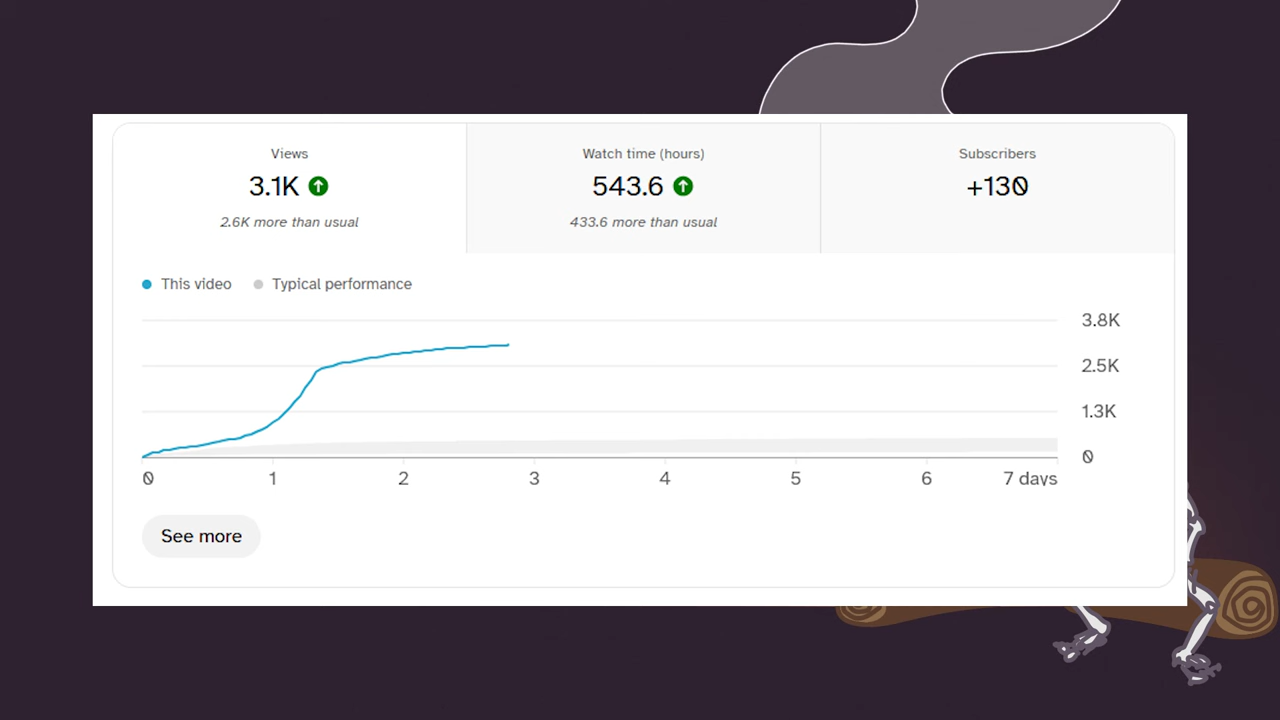 Views
3.1K
2.6K more than usual
Watch time (hours)
543.6
433.6 more than usual
Subscribers
+130
This video
Typical performance
3.8K
2.5K
1.3K
0
0 1 2 3 4 5 6 7 days
See more